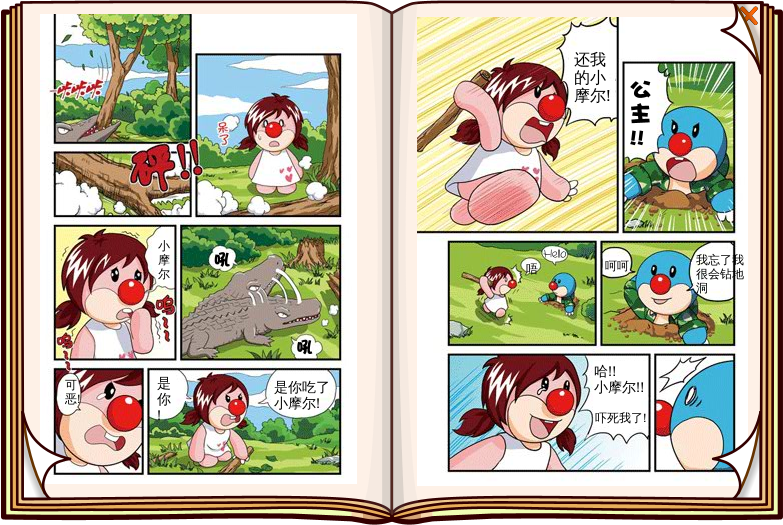 咔咔咔
砰!!
呆了
小摩尔
呜~~
呜~~
吼
吼
可恶!
是你!
是你吃了
小摩尔!
还我
的小
摩尔!
公主!!
唔
Hello
呵呵
我忘了我
很会钻地
洞
哈!!
小摩尔!!
吓死我了!